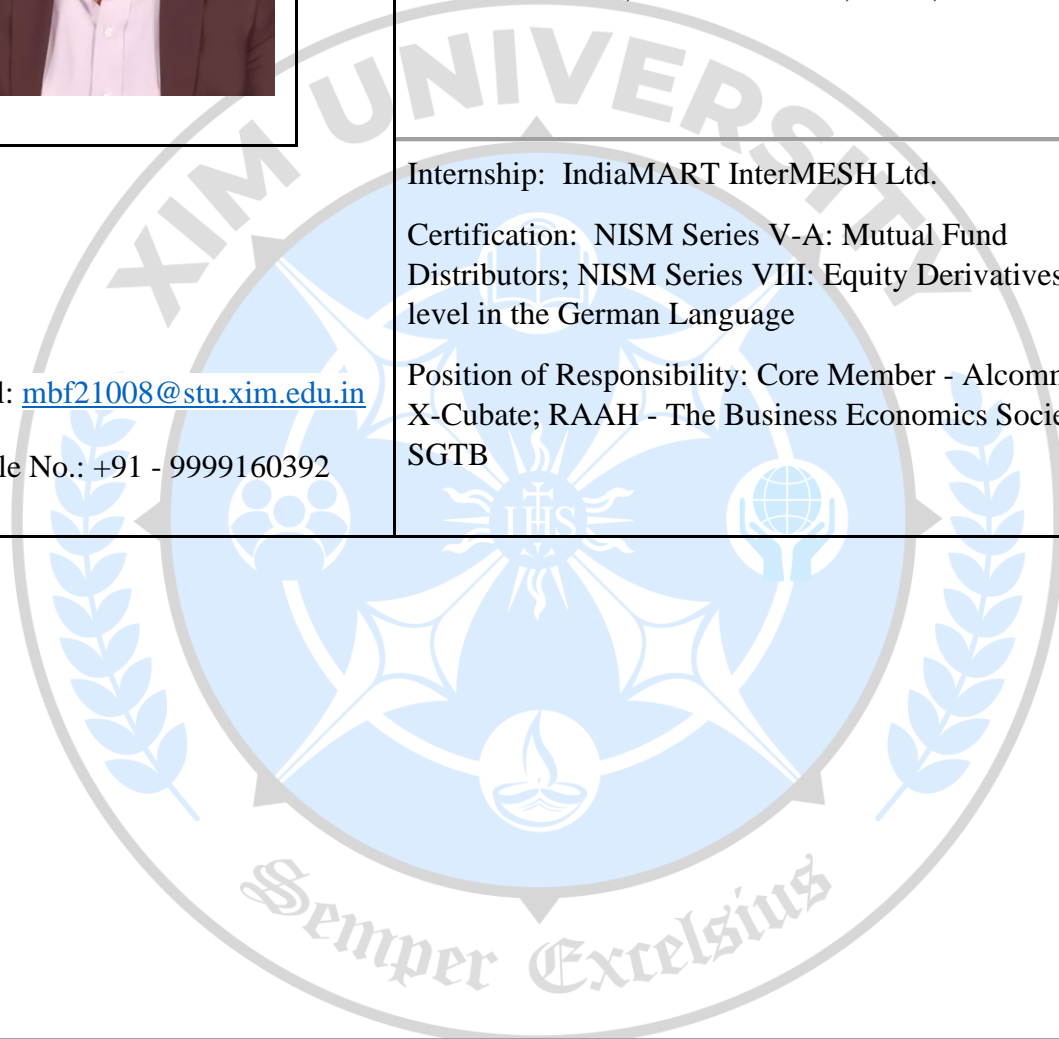 XIM UNIVERSITY
Internship: IndiaMART InterMESH Ltd.
Certification: NISM Series V-A: Mutual Fund
Distributors; NISM Series VIII: Equity Derivatives
level in the German Language
l: mbf21008@stu.xim.edu.in
le No.: +91 - 9999160392
Position of Responsibility: Core Member - Alcomm
X-Cubate; RAAH - The Business Economics Socie
SGTB
IHS
Semper Excelsius